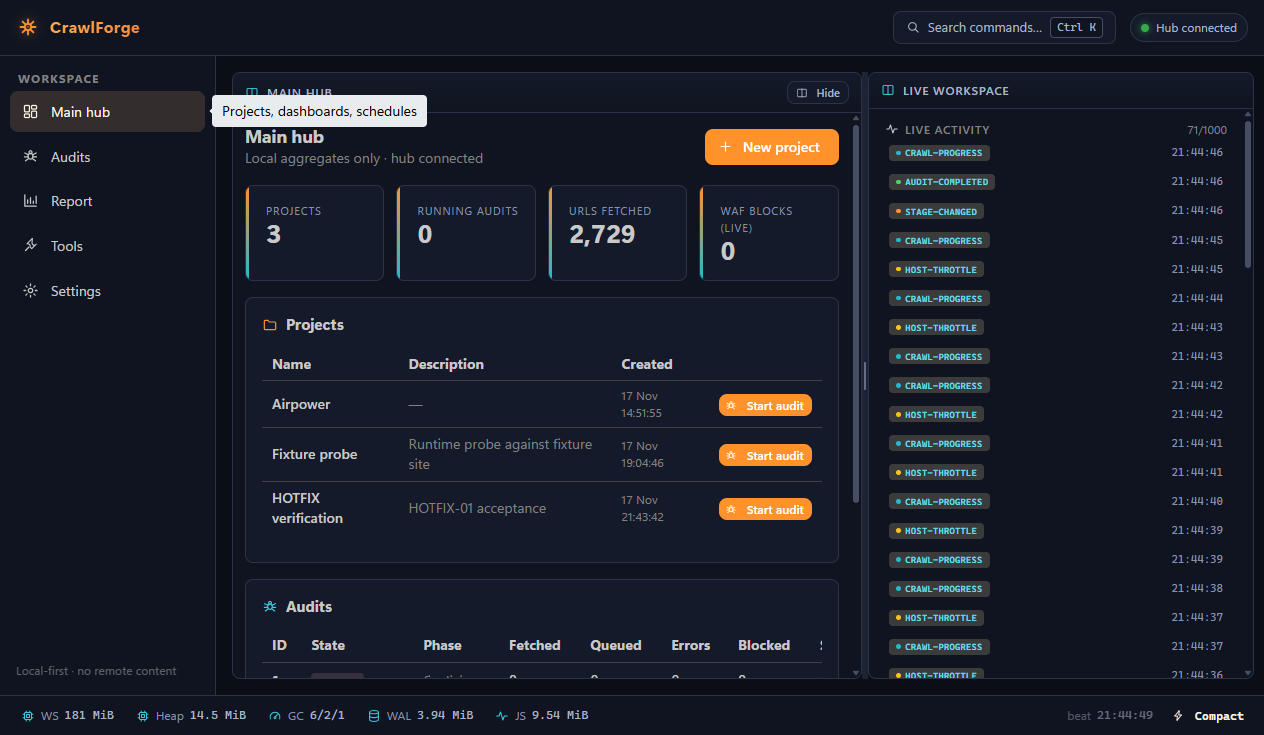 CrawlForge
Search commands... Ctrl K
Hub connected
WORKSPACE
Main hub
Audits
Report
Tools
Settings
Local-first · no remote content
MAIN HUB
Hide
Projects, dashboards, schedules
Main hub
Local aggregates only · hub connected
+ New project
PROJECTS
3
RUNNING AUDITS
0
URLS FETCHED
2,729
WAF BLOCKS
(LIVE)
0
Projects
Name Description Created
Airpower — 17 Nov
14:51:55
Start audit
Fixture probe
Runtime probe against fixture
site
17 Nov
19:04:46
Start audit
HOTFIX
verification
HOTFIX-01 acceptance
17 Nov
21:43:42
Start audit
Audits
ID State Phase Fetched Queued Errors Blocked
LIVE WORKSPACE
LIVE ACTIVITY 71/1000
CRAWL-PROGRESS 21:44:46
AUDIT-COMPLETED 21:44:46
STAGE-CHANGED 21:44:46
CRAWL-PROGRESS 21:44:45
HOST-THROTTLE 21:44:45
CRAWL-PROGRESS 21:44:44
HOST-THROTTLE 21:44:43
CRAWL-PROGRESS 21:44:43
CRAWL-PROGRESS 21:44:42
HOST-THROTTLE 21:44:42
CRAWL-PROGRESS 21:44:41
HOST-THROTTLE 21:44:41
CRAWL-PROGRESS 21:44:40
HOST-THROTTLE 21:44:39
CRAWL-PROGRESS 21:44:39
CRAWL-PROGRESS 21:44:38
HOST-THROTTLE 21:44:37
CRAWL-PROGRESS 21:44:37
HOST-THROTTLE 21:44:36
WS 181 MiB Heap 14.5 MiB GC 6/2/1 WAL 3.94 MiB JS 9.54 MiB beat 21:44:49 Compact